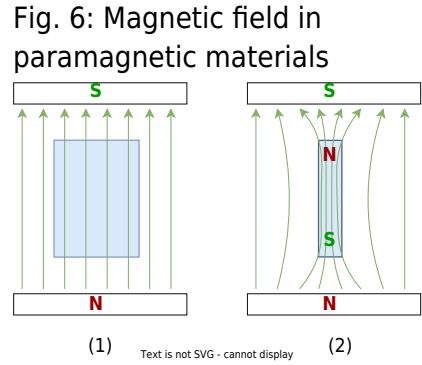 Fig. 6: Magnetic field in
paramagnetic materials
S
S
N
S
N
N
(1)
(2)
Text is not SVG - cannot display